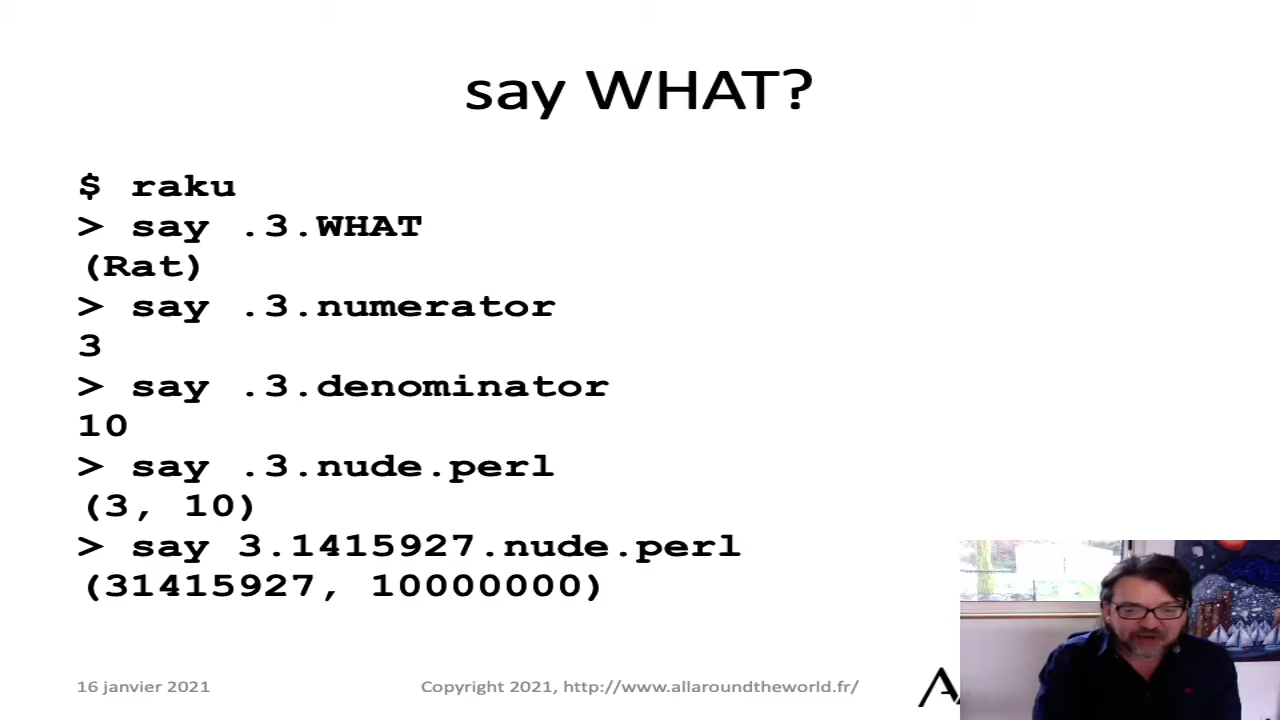 say WHAT?
$ raku
> say .3.WHAT
(Rat)
> say .3.numerator
3
> say .3.denominator
10
> say .3.nude.perl
(3, 10)
> say 3.1415927.nude.perl
(31415927, 10000000)
16 janvier 2021
Copyright 2021, http://www.allaroundtheworld.fr/